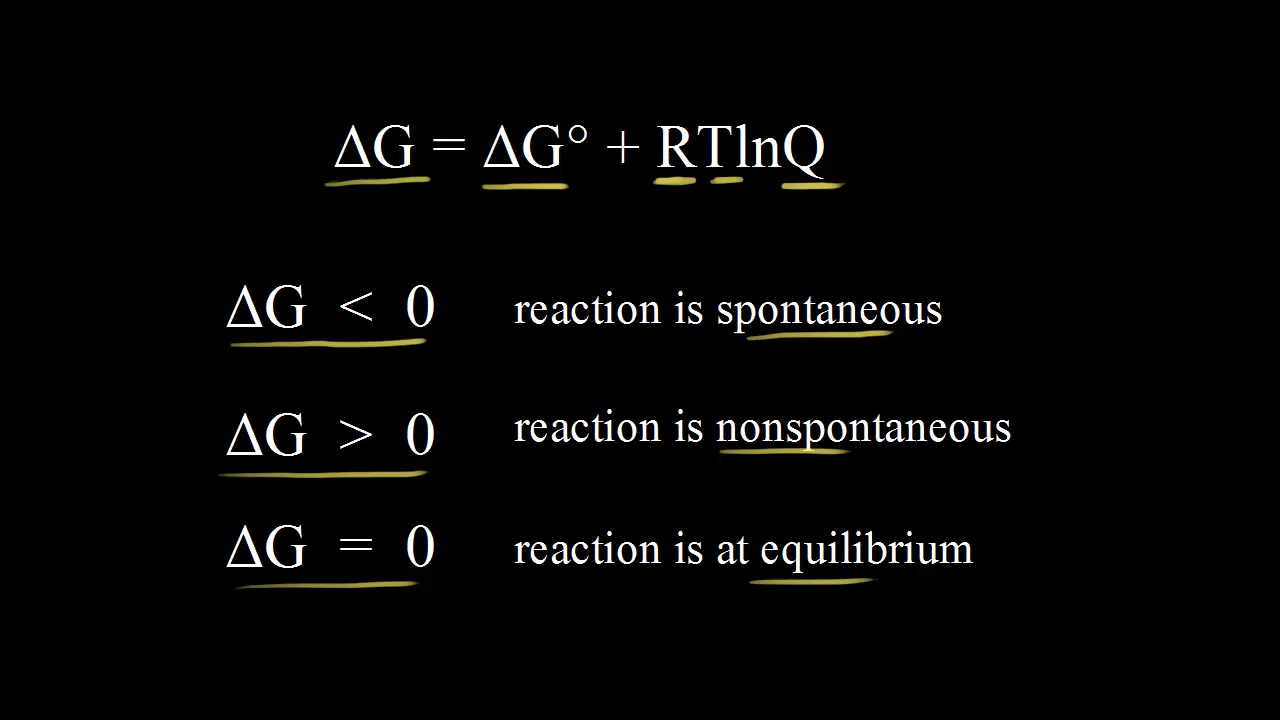 ΔG = ΔG° + RTlnQ
ΔG < 0 reaction is spontaneous
ΔG > 0 reaction is nonspontaneous
ΔG = 0 reaction is at equilibrium